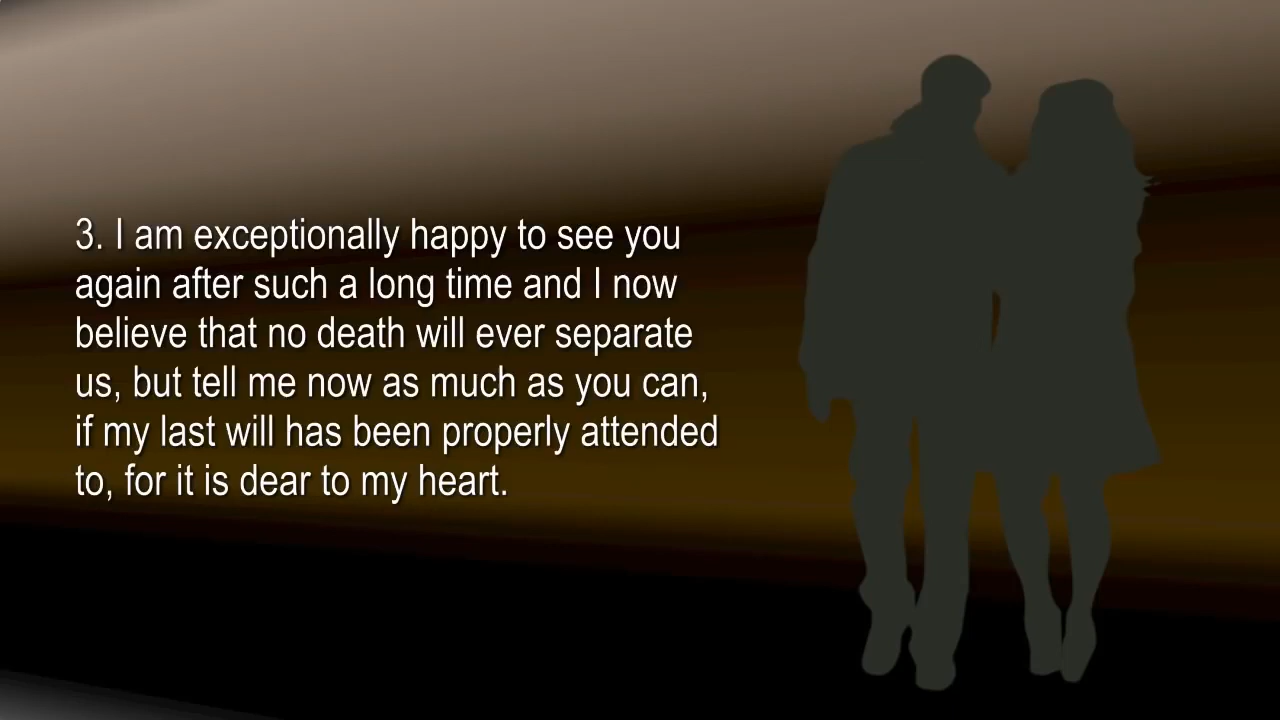 3. I am exceptionally happy to see you
again after such a long time and I now
believe that no death will ever separate
us, but tell me now as much as you can,
if my last will has been properly attended
to, for it is dear to my heart.